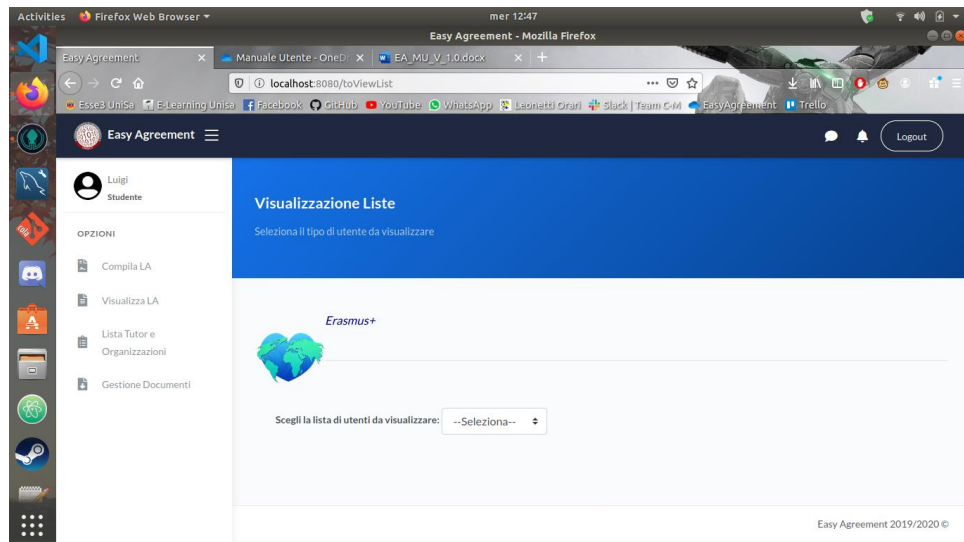 Activities Firefox Web Browser mer 12:47
Easy Agreement - Mozilla Firefox
Easy Agreement Manuale Utente - OneDr EA_MU_V_1.0.docx
localhost:8080/toViewList
Esse3 UniSa E-Learning Unisa Facebook GitHub YouTube WhatsApp Leonetti Orari Slack | Team C-M EasyAgreement Trello
Easy Agreement Logout
Luigi
Studente
OPZIONI
Compila LA
Visualizza LA
Lista Tutor e
Organizzazioni
Gestione Documenti
Visualizzazione Liste
Seleziona il tipo di utente da visualizzare
Erasmus+
Scegli la lista di utenti da visualizzare: --Seleziona--
Easy Agreement 2019/2020 ©